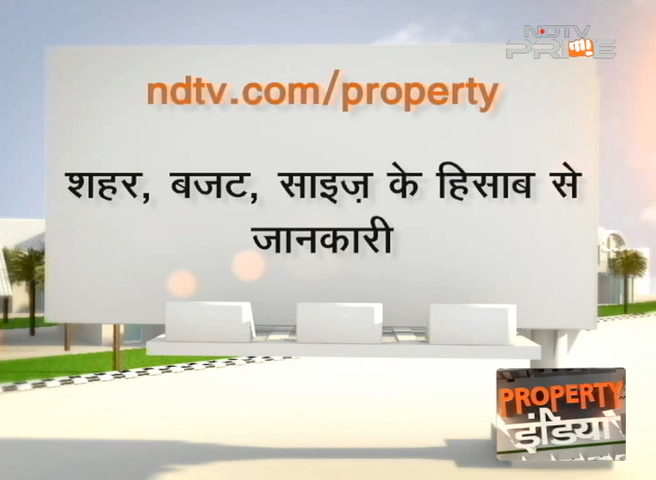 NDTV
PRIME
ndtv.com/property
शहर, बजट, साइज़ के हिसाब से
जानकारी
PROPERTY
इंडिया